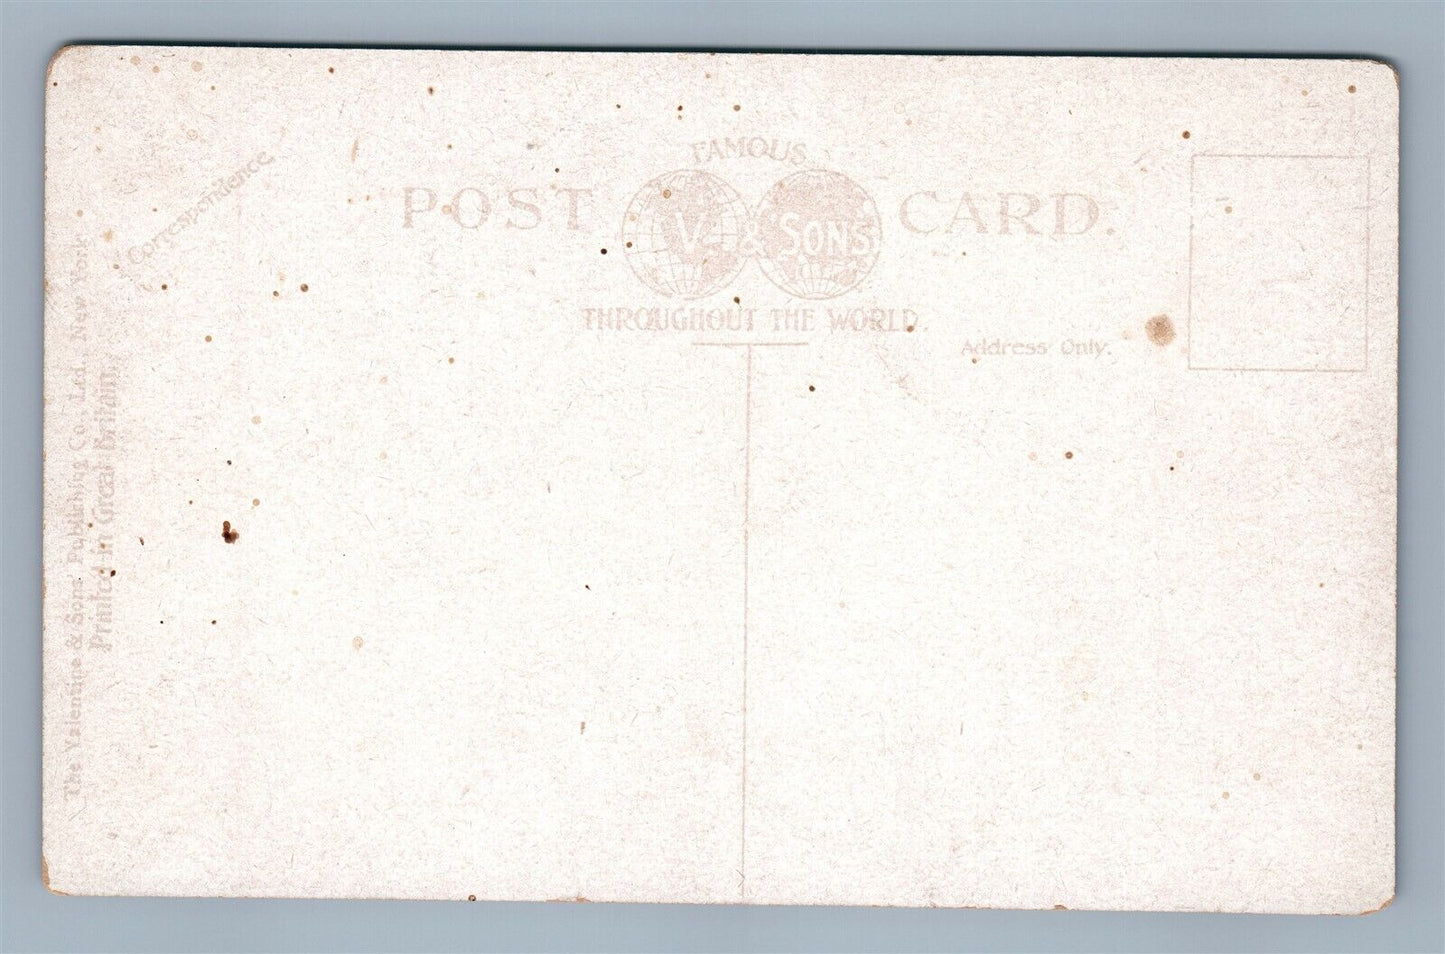 FAMOUS
POST V & SONS CARD.
THROUGHOUT THE WORLD.
Correspondence
Address Only.
The Valentine & Sons' Publishing Co., Ltd., New York.
Printed in Great Britain.